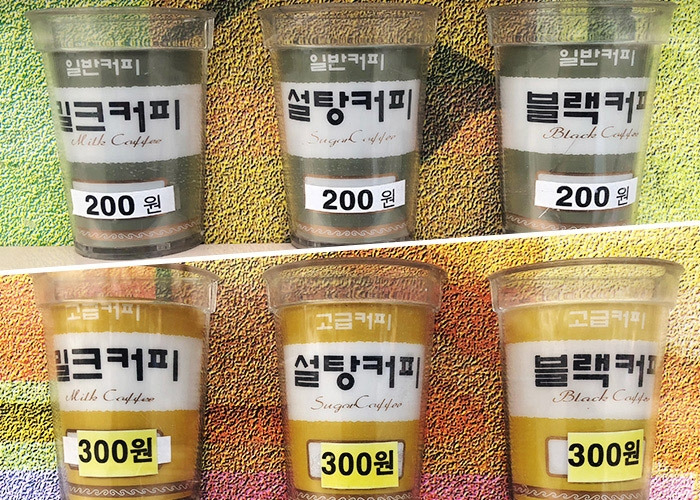 일반커피
밀크커피
Milk Coffee
200 원
일반커피
설탕커피
Sugar Coffee
200 원
일반커피
블랙커피
Black Coffee
200 원
고급커피
밀크커피
Milk Coffee
300원
고급커피
설탕커피
Sugar Coffee
300원
고급커피
블랙커피
Black Coffee
300원